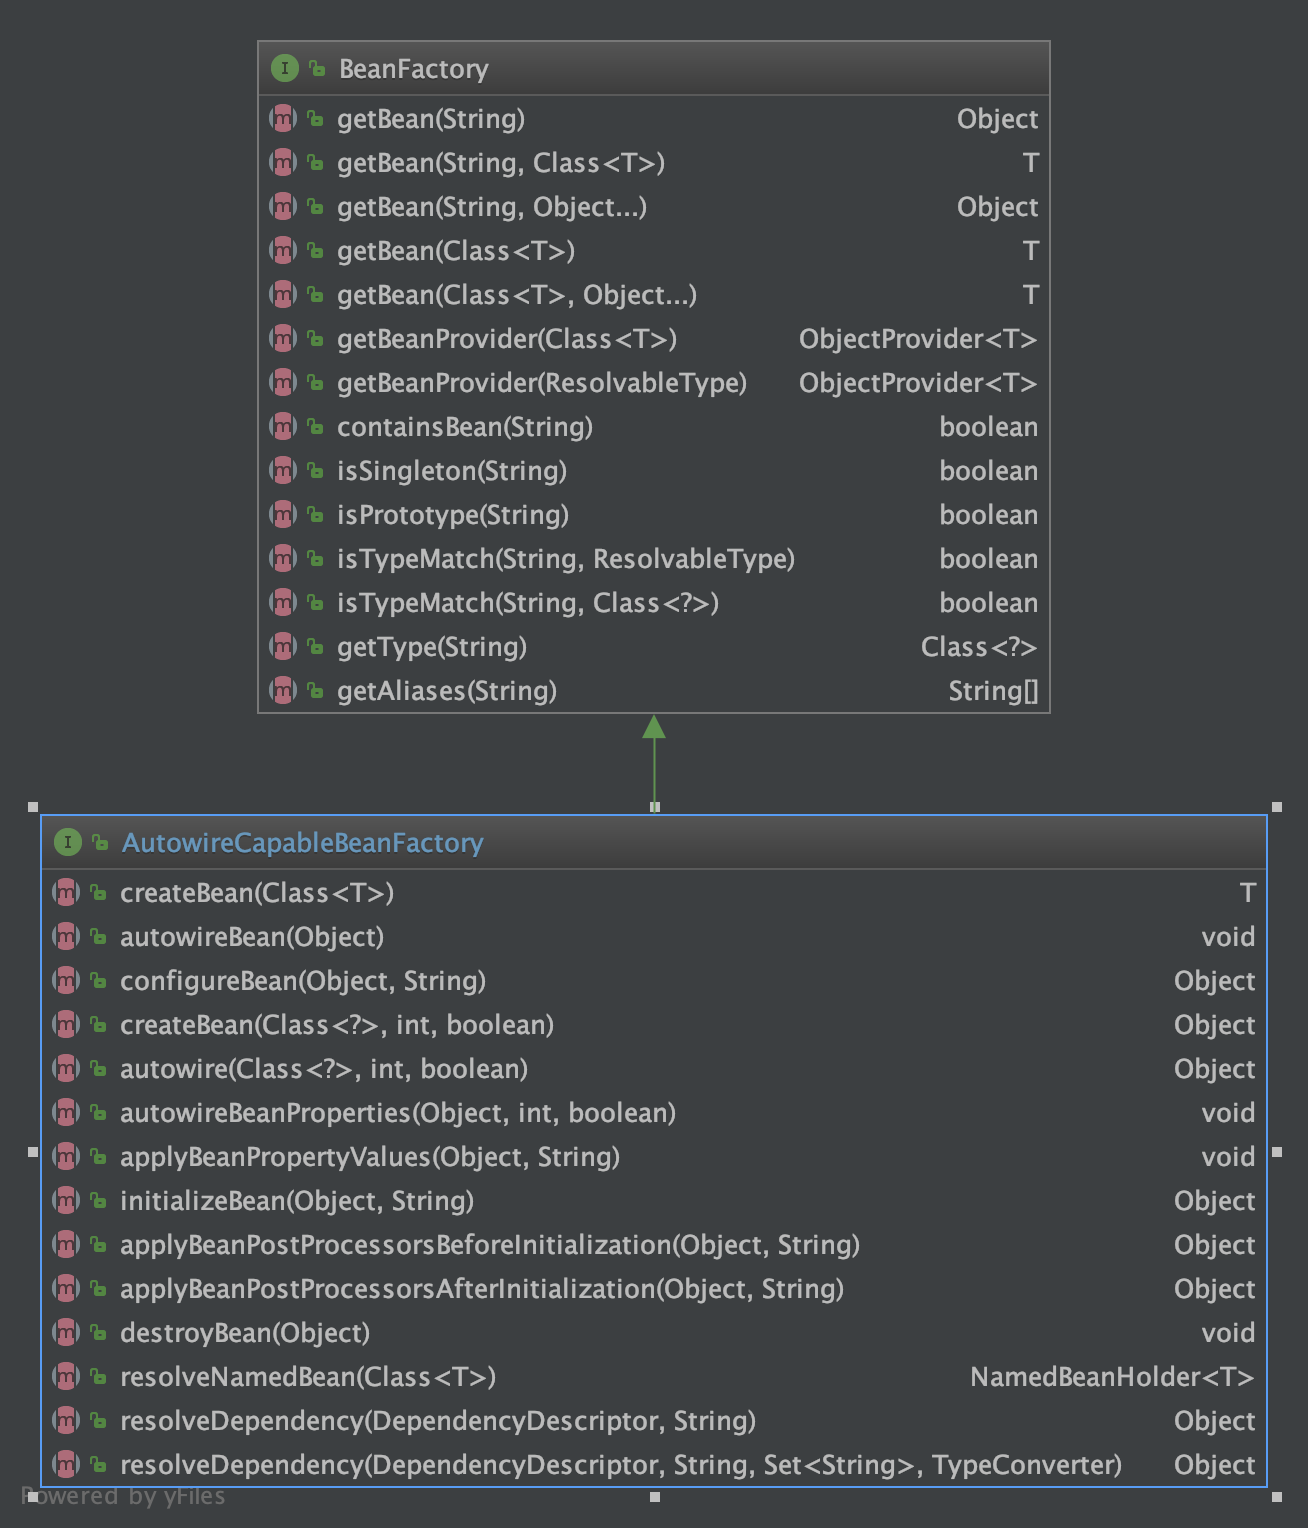 I BeanFactory
m getBean(String) Object
m getBean(String, Class<T>) T
m getBean(String, Object...) Object
m getBean(Class<T>) T
m getBean(Class<T>, Object...) T
m getBeanProvider(Class<T>) ObjectProvider<T>
m getBeanProvider(ResolvableType) ObjectProvider<T>
m containsBean(String) boolean
m isSingleton(String) boolean
m isPrototype(String) boolean
m isTypeMatch(String, ResolvableType) boolean
m isTypeMatch(String, Class<?>) boolean
m getType(String) Class<?>
m getAliases(String) String[]
I AutowireCapableBeanFactory
m createBean(Class<T>) T
m autowireBean(Object) void
m configureBean(Object, String) Object
m createBean(Class<?>, int, boolean) Object
m autowire(Class<?>, int, boolean) Object
m autowireBeanProperties(Object, int, boolean) void
m applyBeanPropertyValues(Object, String) void
m initializeBean(Object, String) Object
m applyBeanPostProcessorsBeforeInitialization(Object, String) Object
m applyBeanPostProcessorsAfterInitialization(Object, String) Object
m destroyBean(Object) void
m resolveNamedBean(Class<T>) NamedBeanHolder<T>
m resolveDependency(DependencyDescriptor, String) Object
m resolveDependency(DependencyDescriptor, String, Set<String>, TypeConverter) Object
Powered by yFiles